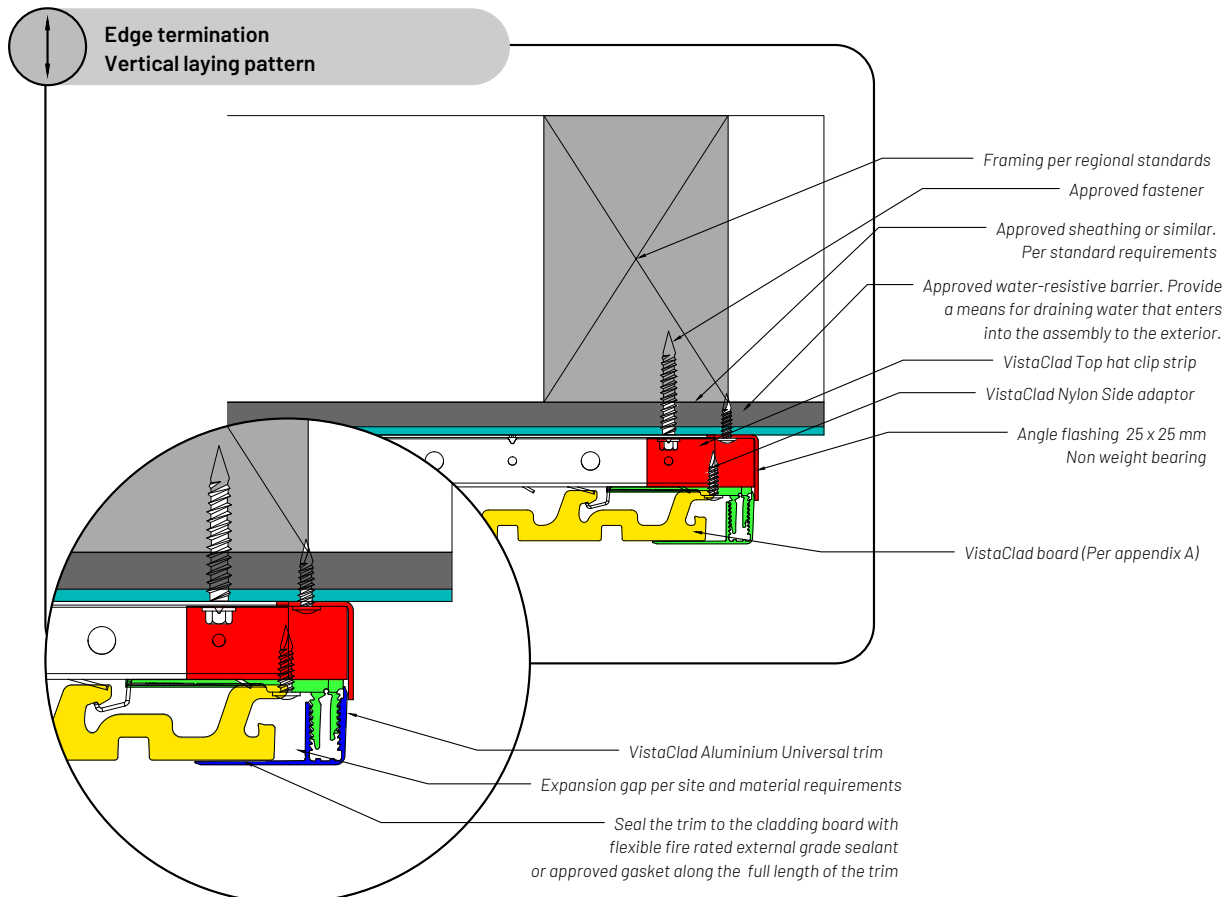 Edge termination
Vertical laying pattern
Framing per regional standards
Approved fastener
Approved sheathing or similar.
Per standard requirements
Approved water-resistive barrier. Provide
a means for draining water that enters
into the assembly to the exterior.
VistaClad Top hat clip strip
VistaClad Nylon Side adaptor
Angle flashing 25 x 25 mm
Non weight bearing
VistaClad board (Per appendix A)
VistaClad Aluminium Universal trim
Expansion gap per site and material requirements
Seal the trim to the cladding board with
flexible fire rated external grade sealant
or approved gasket along the full length of the trim